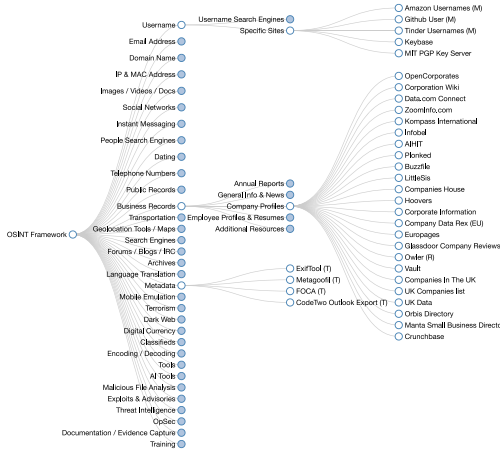 OSINT Framework
Username
Email Address
Domain Name
IP & MAC Address
Images / Videos / Docs
Social Networks
Instant Messaging
People Search Engines
Dating
Telephone Numbers
Public Records
Business Records
Transportation
Geolocation Tools / Maps
Search Engines
Forums / Blogs / IRC
Archives
Language Translation
Metadata
Mobile Emulation
Terrorism
Dark Web
Digital Currency
Classifieds
Encoding / Decoding
Tools
AI Tools
Malicious File Analysis
Exploits & Advisories
Threat Intelligence
OpSec
Documentation / Evidence Capture
Training
Username Search Engines
Specific Sites
Annual Reports
General Info & News
Company Profiles
Employee Profiles & Resumes
Additional Resources
ExifTool (T)
Metagoofil (T)
FOCA (T)
CodeTwo Outlook Export (T)
Amazon Usernames (M)
Github User (M)
Tinder Usernames (M)
Keybase
MIT PGP Key Server
OpenCorporates
Corporation Wiki
Data.com Connect
ZoomInfo.com
Kompass International
Infobel
AIHIT
Plonked
Buzzfile
LittleSis
Companies House
Hoovers
Corporate Information
Company Data Rex (EU)
Europages
Glassdoor Company Reviews
Owler (R)
Vault
Companies In The UK
UK Companies list
UK Data
Orbis Directory
Manta Small Business Directo
Crunchbase